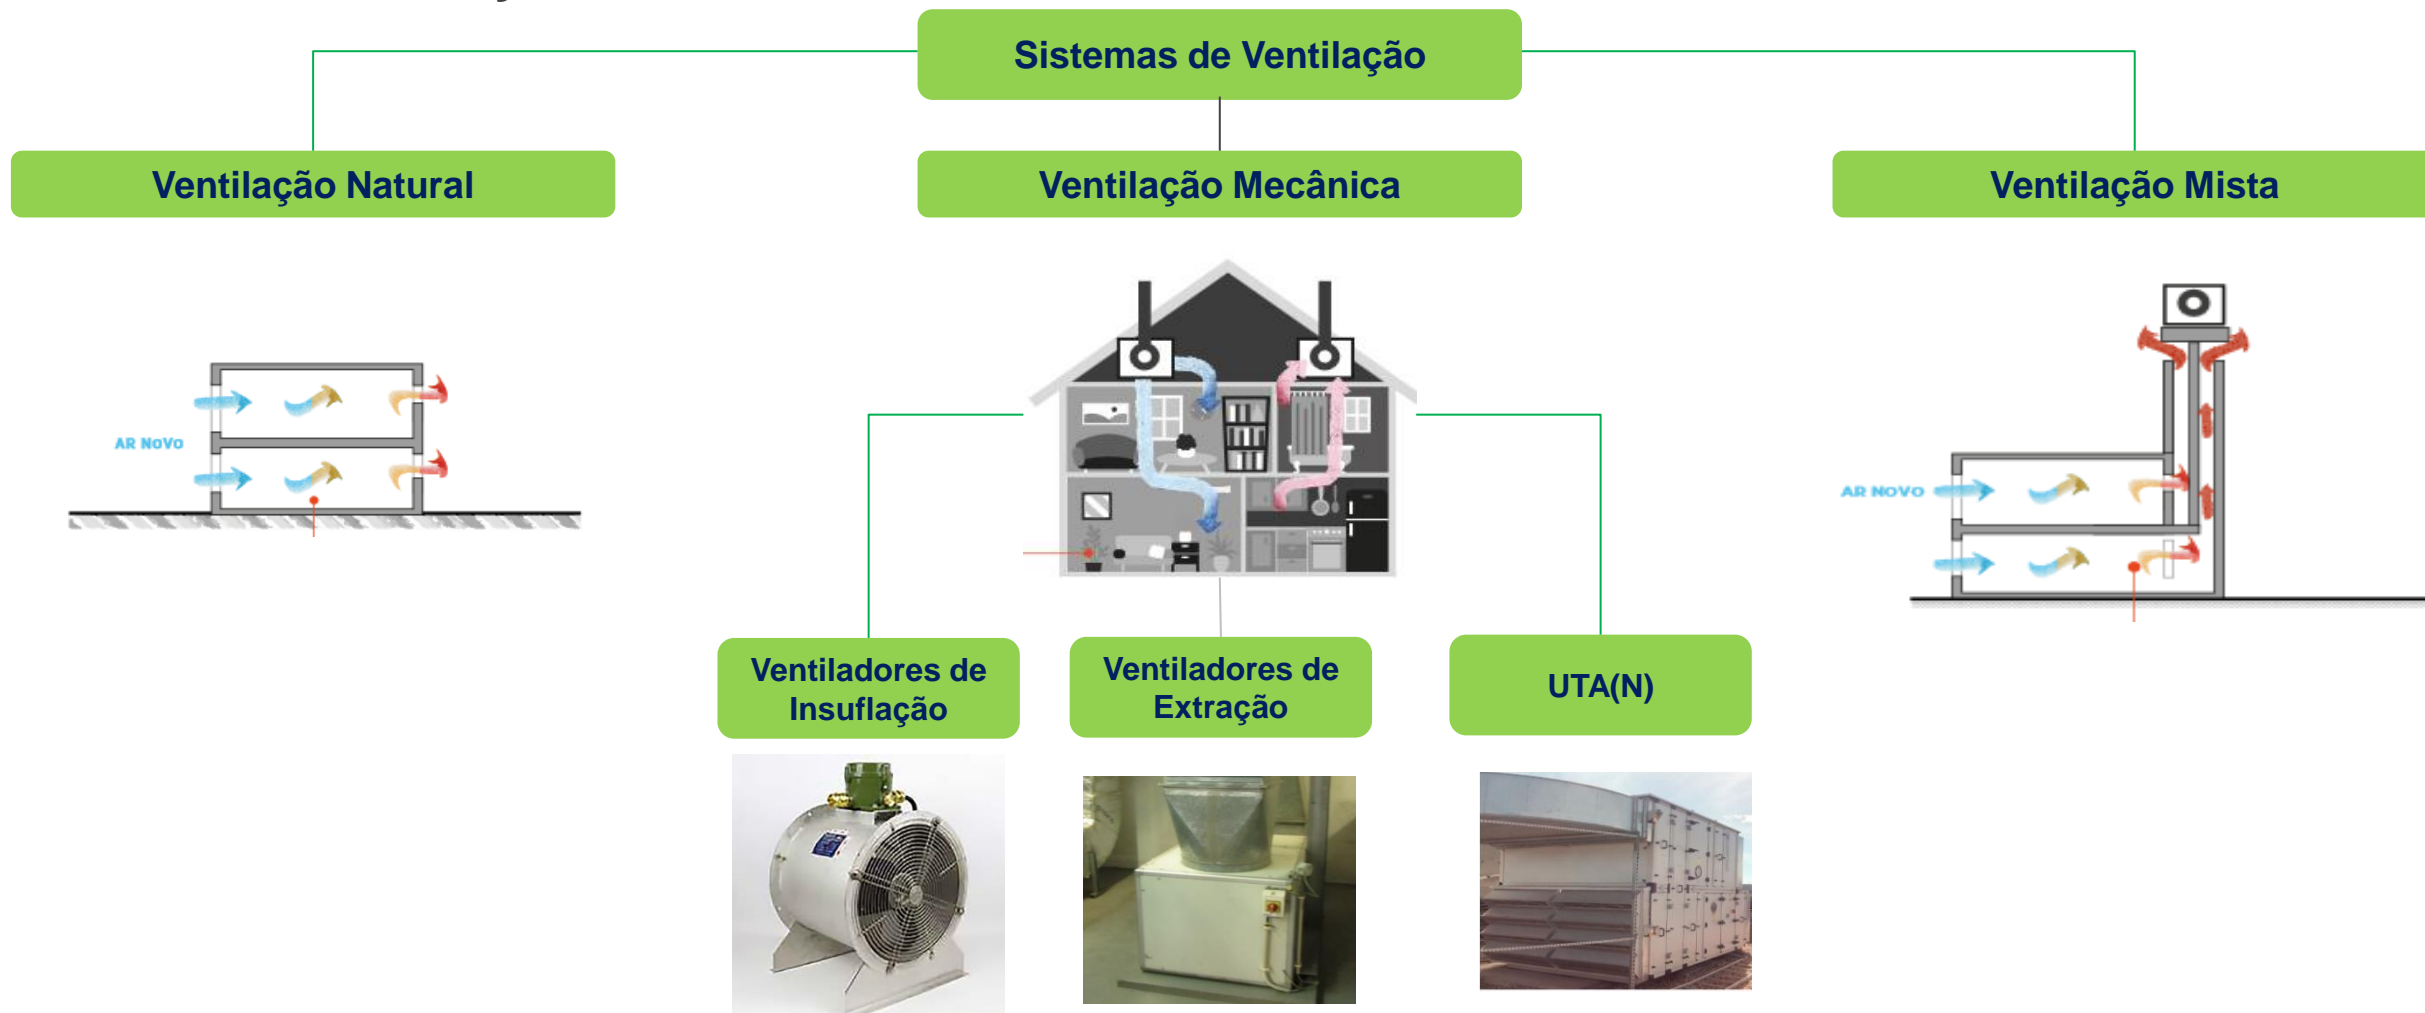 Sistemas de Ventilação
Ventilação Natural
Ventilação Mecânica
Ventilação Mista
AR NoVo
AR NoVo
Ventiladores de
Insuflação
Ventiladores de
Extração
UTA(N)